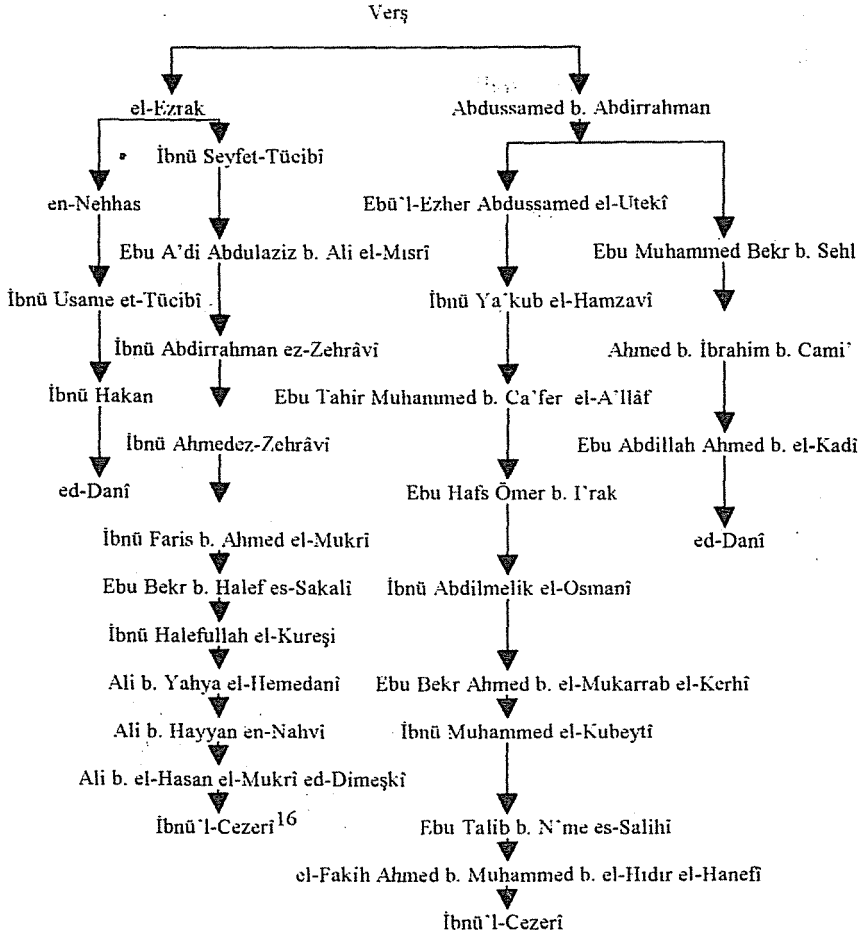 Verş
el-Ezrak
Abdussamed b. Abdirrahman
İbnü Seyfet-Tücibî
en-Nehhas
Ebü'l-Ezher Abdussamed el-Utekî
Ebu A'di Abdulaziz b. Ali el-Mısrî
Ebu Muhammed Bekr b. Sehl
İbnü Usame et-Tücibî
İbnü Ya'kub el-Hamzavî
İbnü Abdirrahman ez-Zehrâvî
Ahmed b. İbrahim b. Cami'
İbnü Hakan
Ebu Tahir Muhammed b. Ca'fer el-A'llâf
İbnü Ahmedez-Zehrâvî
Ebu Abdillah Ahmed b. el-Kadî
ed-Danî
Ebu Hafs Ömer b. I'rak
İbnü Faris b. Ahmed el-Mukrî
ed-Danî
Ebu Bekr b. Halef es-Sakalî
İbnü Abdilmelik el-Osmanî
İbnü Halefullah el-Kureşi
Ali b. Yahya el-Hemedanî
Ebu Bekr Ahmed b. el-Mukarrab el-Kerhî
Ali b. Hayyan en-Nahvî
İbnü Muhammed el-Kubeytî
Ali b. el-Hasan el-Mukrî ed-Dimeşkî
İbnü'l-Cezerî16
Ebu Talib b. N'me es-Salihî
el-Fakih Ahmed b. Muhammed b. el-Hıdır el-Hanefî
İbnü'l-Cezerî